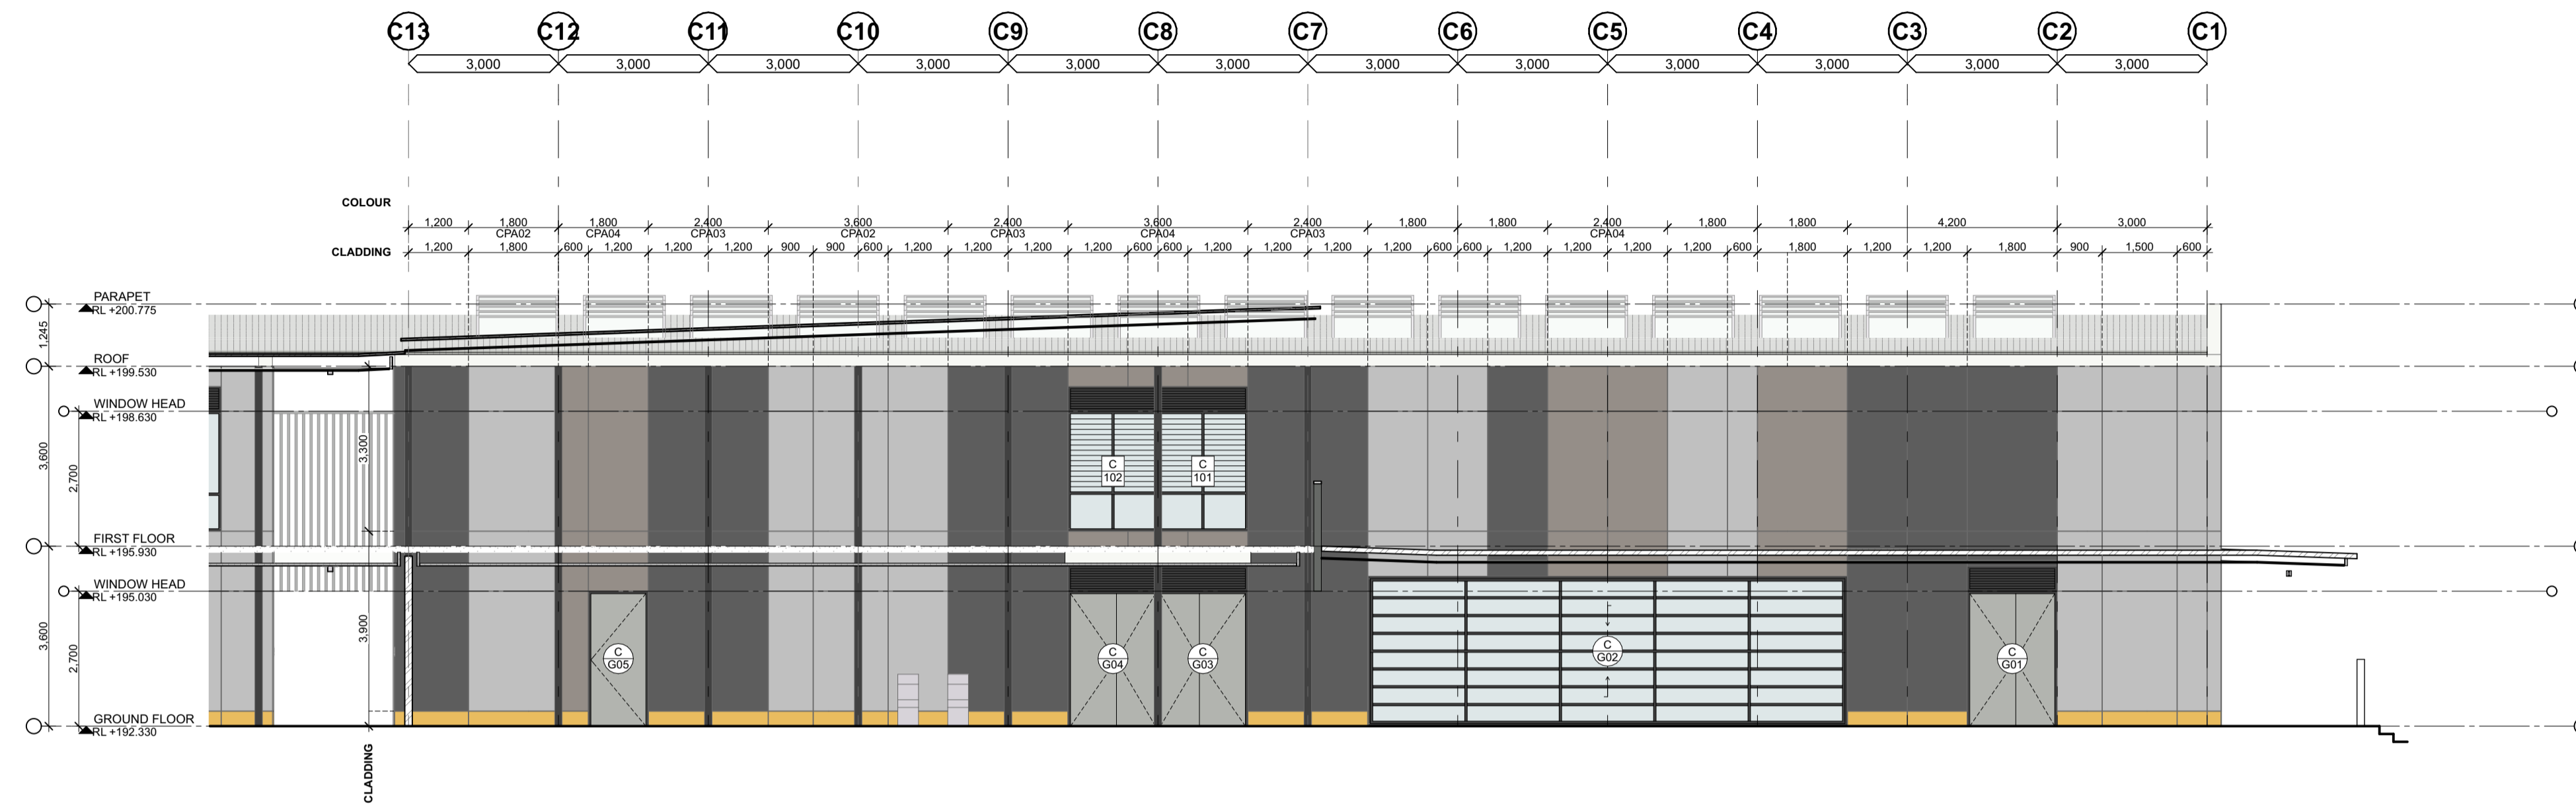 C13 C12 C11 C10 C9 C8 C7 C6 C5 C4 C3 C2 C1
3,000 3,000 3,000 3,000 3,000 3,000 3,000 3,000 3,000 3,000 3,000 3,000
COLOUR
1,200 1,800 1,800 2,400 3,600 2,400 3,600 2,400 1,800 1,800 2,400 1,800 1,800 4,200 3,000
CPA02 CPA04 CPA03 CPA02 CPA03 CPA04 CPA03 CPA04
CLADDING
1,200 1,800 600 1,200 1,200 1,200 900 900 600 1,200 1,200 1,200 1,200 600 600 1,200 1,200 1,200 1,200 600 600 1,200 1,200 1,200 1,200 600 1,800 1,200 1,200 1,800 900 1,500 600
PARAPET
RL +200.775
1,245
ROOF
RL +199.530
WINDOW HEAD
RL +198.630
3,600
2,700
3,300
C
102
C
101
FIRST FLOOR
RL +195.930
WINDOW HEAD
RL +195.030
3,600
2,700
3,900
C
G05
C
G04
C
G03
C
G02
C
G01
GROUND FLOOR
RL +192.330
CLADDING